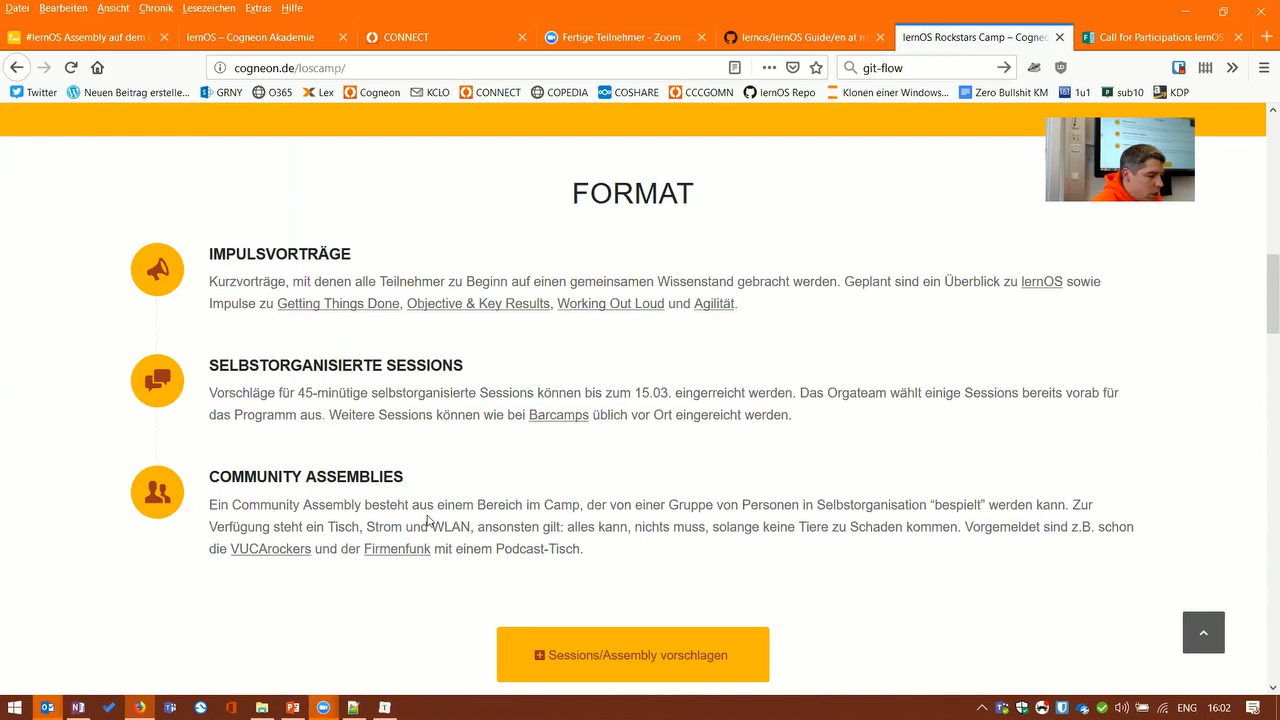 Datei Bearbeiten Ansicht Chronik Lesezeichen Extras Hilfe
#lernOS Assembly auf dem
lernOS – Cogneon Akademie
CONNECT
Fertige Teilnehmer - Zoom
lernos/lernOS Guide/en at m
lernOS Rockstars Camp – Cogne
Call for Participation: lernOS
cogneon.de/loscamp/
git-flow
Twitter
Neuen Beitrag erstelle...
GRNY
O365
Lex
Cogneon
KCLO
CONNECT
COPEDIA
COSHARE
CCCGOMN
lernOS Repo
Klonen einer Windows...
Zero Bullshit KM
1u1
sub10
KDP
FORMAT
IMPULSVORTRÄGE
Kurzvorträge, mit denen alle Teilnehmer zu Beginn auf einen gemeinsamen Wissenstand gebracht werden. Geplant sind ein Überblick zu lernOS sowie
Impulse zu Getting Things Done, Objective & Key Results, Working Out Loud und Agilität.
SELBSTORGANISIERTE SESSIONS
Vorschläge für 45-minütige selbstorganisierte Sessions können bis zum 15.03. eingerreicht werden. Das Orgateam wählt einige Sessions bereits vorab für
das Programm aus. Weitere Sessions können wie bei Barcamps üblich vor Ort eingereicht werden.
COMMUNITY ASSEMBLIES
Ein Community Assembly besteht aus einem Bereich im Camp, der von einer Gruppe von Personen in Selbstorganisation “bespielt” werden kann. Zur
Verfügung steht ein Tisch, Strom und WLAN, ansonsten gilt: alles kann, nichts muss, solange keine Tiere zu Schaden kommen. Vorgemeldet sind z.B. schon
die VUCArockers und der Firmenfunk mit einem Podcast-Tisch.
Sessions/Assembly vorschlagen
ENG 16:02